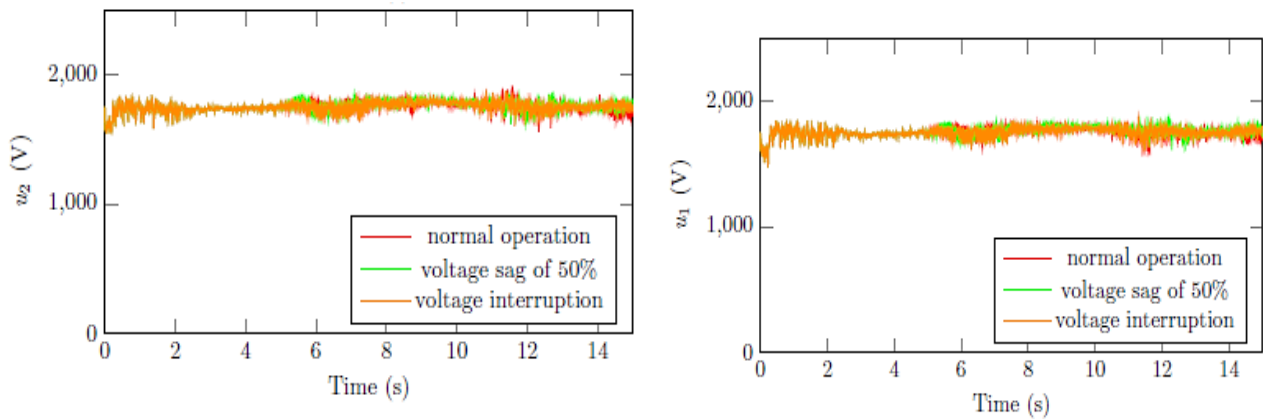 2,000
1,000
0
u₂ (V)
normal operation
voltage sag of 50%
voltage interruption
0 2 4 6 8 10 12 14
Time (s)
2,000
1,000
0
u₁ (V)
normal operation
voltage sag of 50%
voltage interruption
0 2 4 6 8 10 12 14
Time (s)